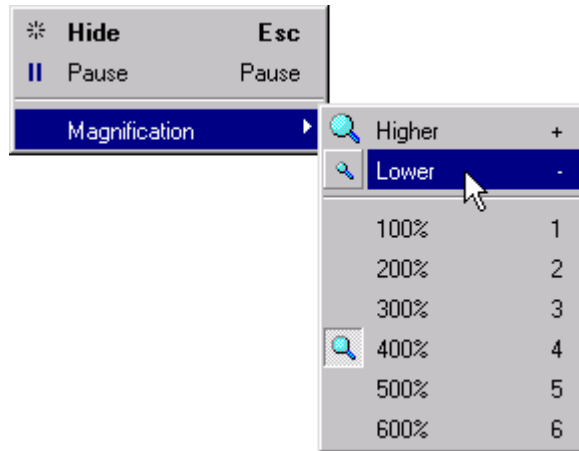 Hide Esc
Pause Pause
Magnification
Higher +
Lower -
100% 1
200% 2
300% 3
400% 4
500% 5
600% 6